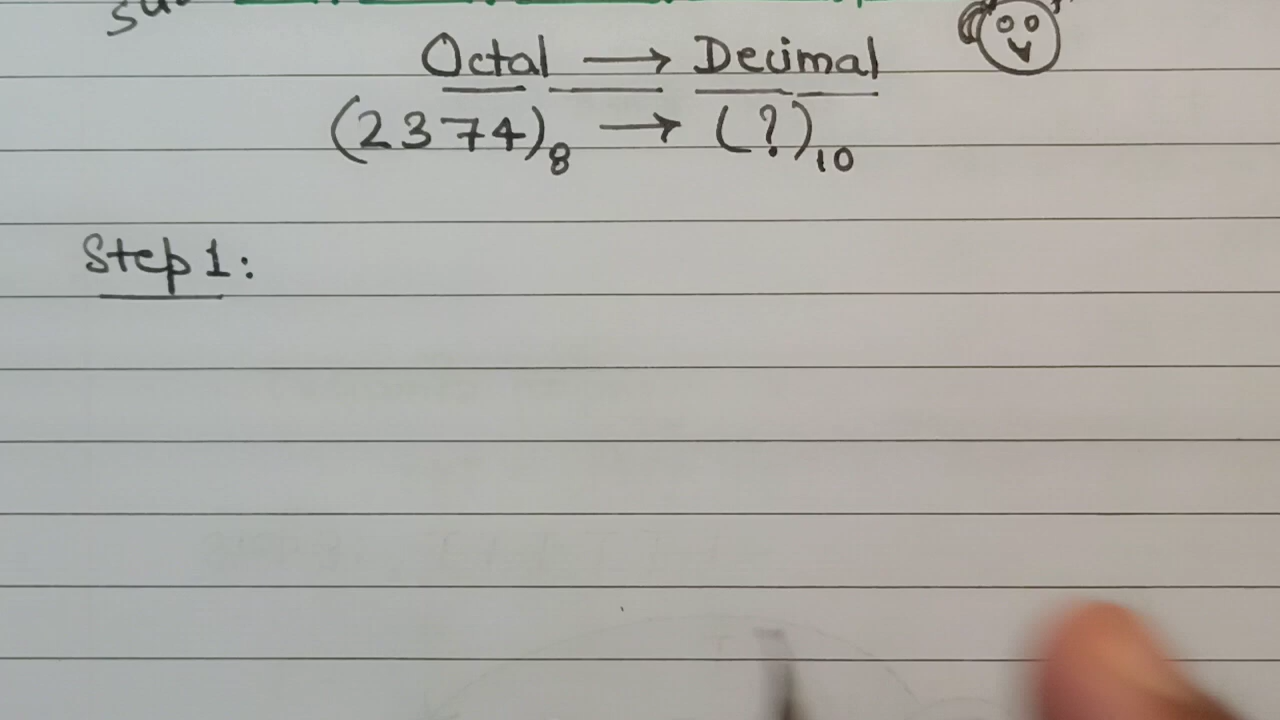 Octal → Decimal
(2374)₈ → (?)₁₀
Step 1: